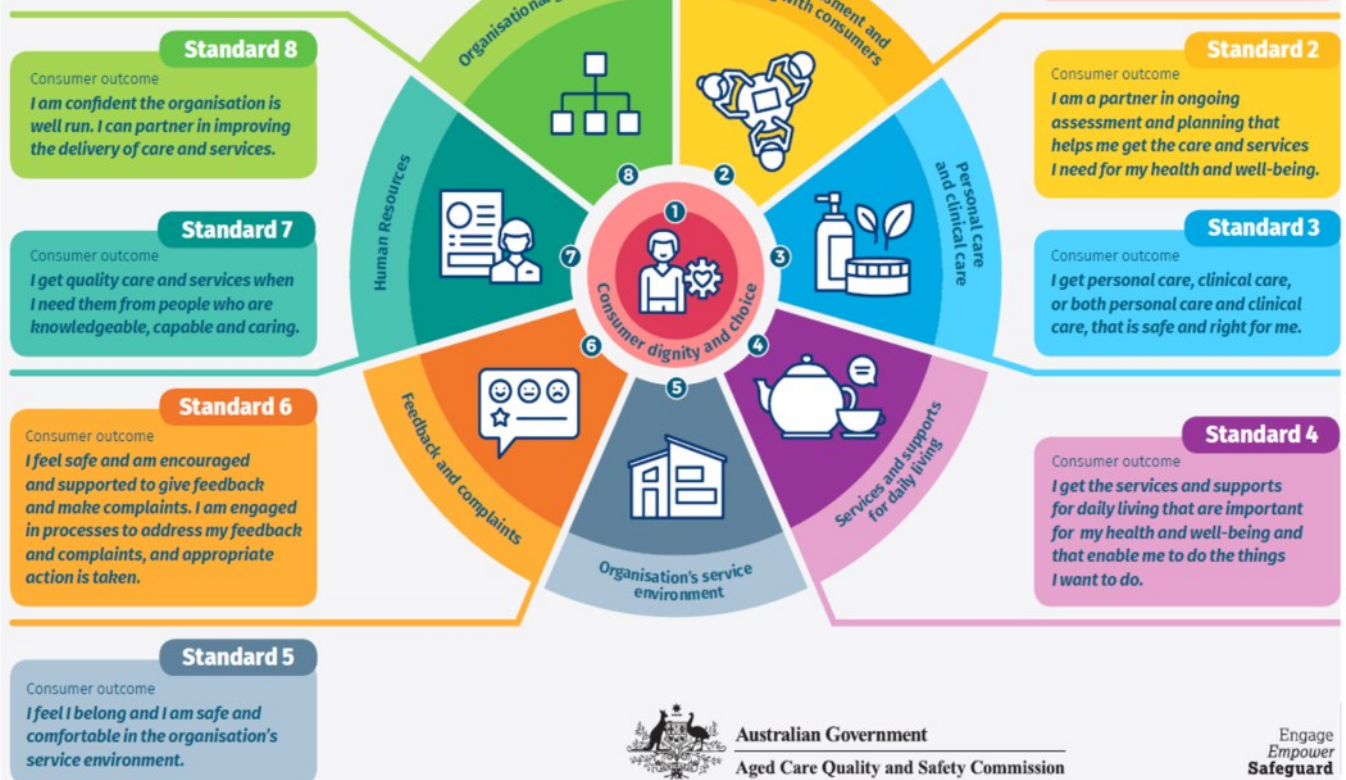 Standard 8
Consumer outcome
I am confident the organisation is
well run. I can partner in improving
the delivery of care and services.
Standard 7
Consumer outcome
I get quality care and services when
I need them from people who are
knowledgeable, capable and caring.
Standard 6
Consumer outcome
I feel safe and am encouraged
and supported to give feedback
and make complaints. I am engaged
in processes to address my feedback
and complaints, and appropriate
action is taken.
Standard 5
Consumer outcome
I feel I belong and I am safe and
comfortable in the organisation's
service environment.
with consumers
8
2
1
7
3
6
4
5
Consumer dignity and choice
Human Resources
Personal care
and clinical care
Feedback and complaints
Services and supports
for daily living
Organisation's service
environment
Standard 2
Consumer outcome
I am a partner in ongoing
assessment and planning that
helps me get the care and services
I need for my health and well-being.
Standard 3
Consumer outcome
I get personal care, clinical care,
or both personal care and clinical
care, that is safe and right for me.
Standard 4
Consumer outcome
I get the services and supports
for daily living that are important
for my health and well-being and
that enable me to do the things
I want to do.
Australian Government
Aged Care Quality and Safety Commission
Engage
Empower
Safeguard